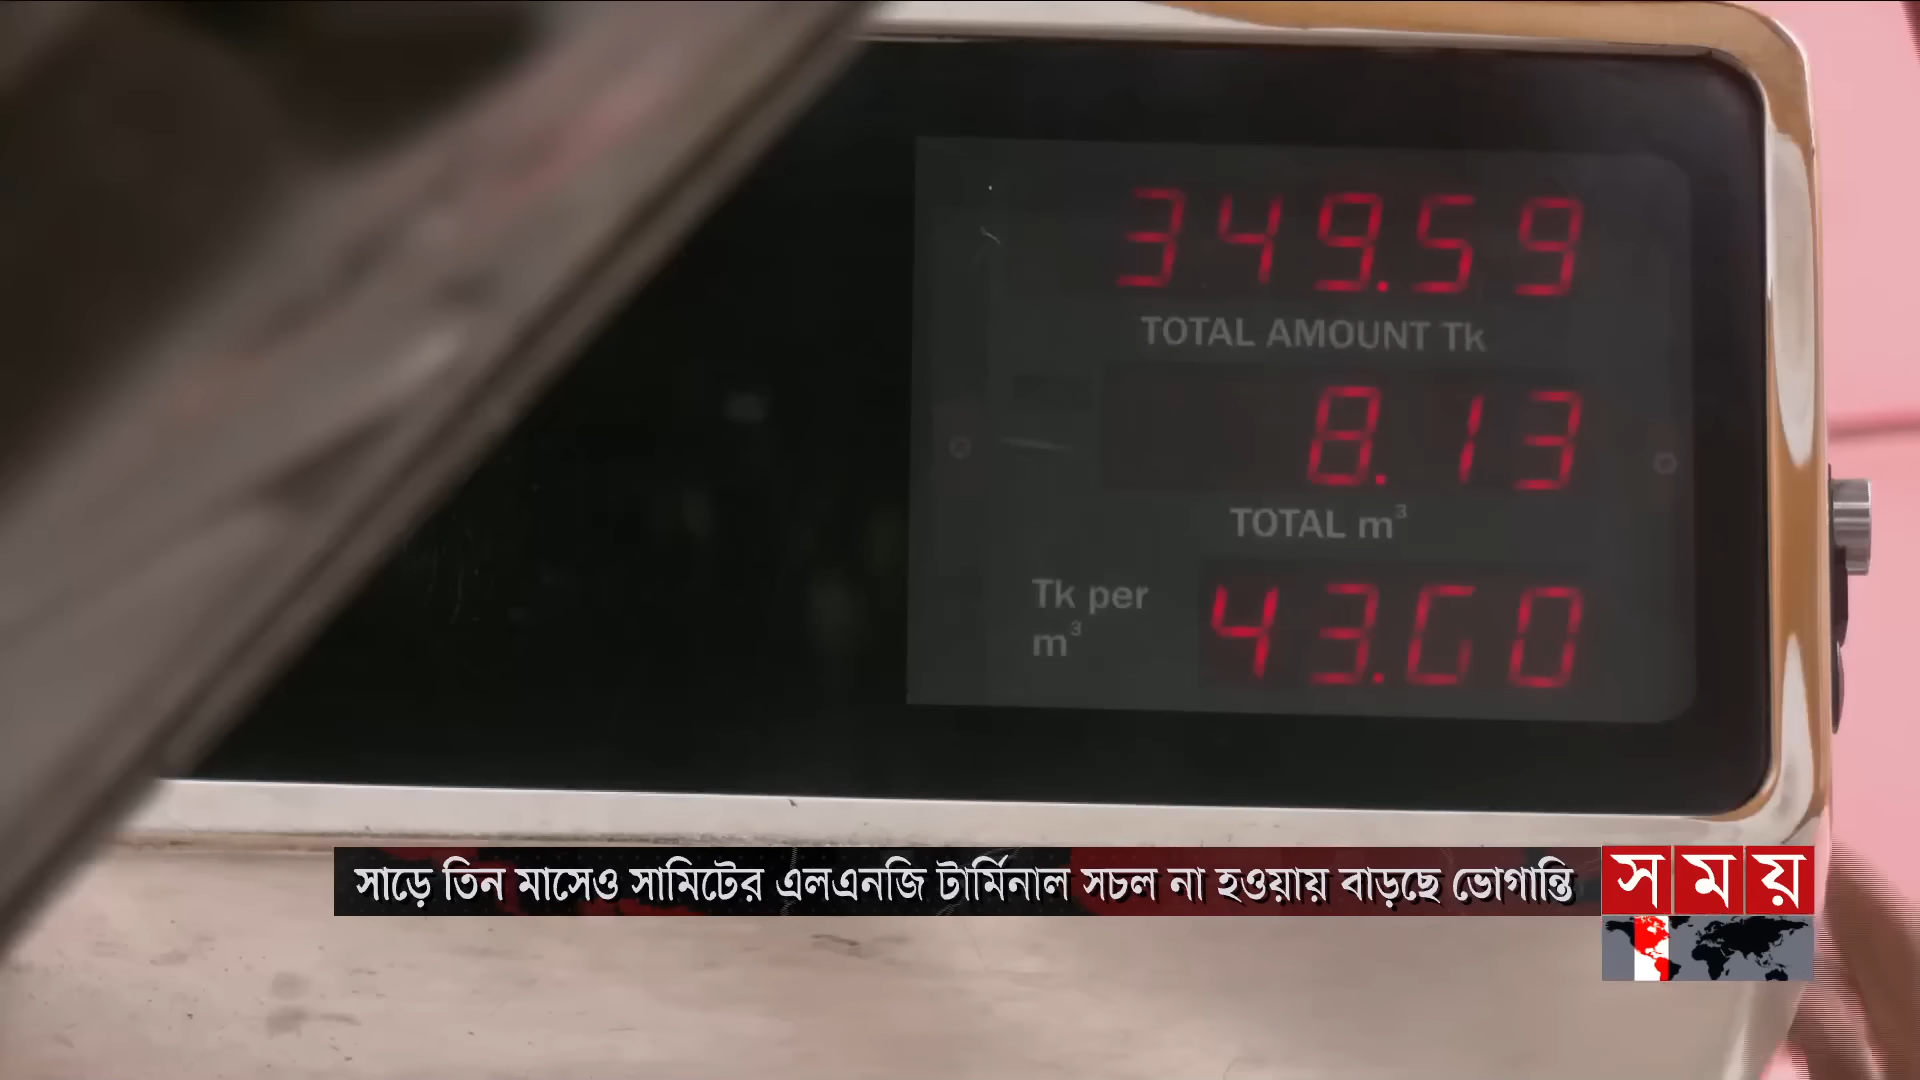 349.59
TOTAL AMOUNT Tk
8.13
TOTAL m³
Tk per m³
43.00
সাড়ে তিন মাসেও সামিটের এলএনজি টার্মিনাল সচল না হওয়ায় বাড়ছে ভোগান্তি
সময়